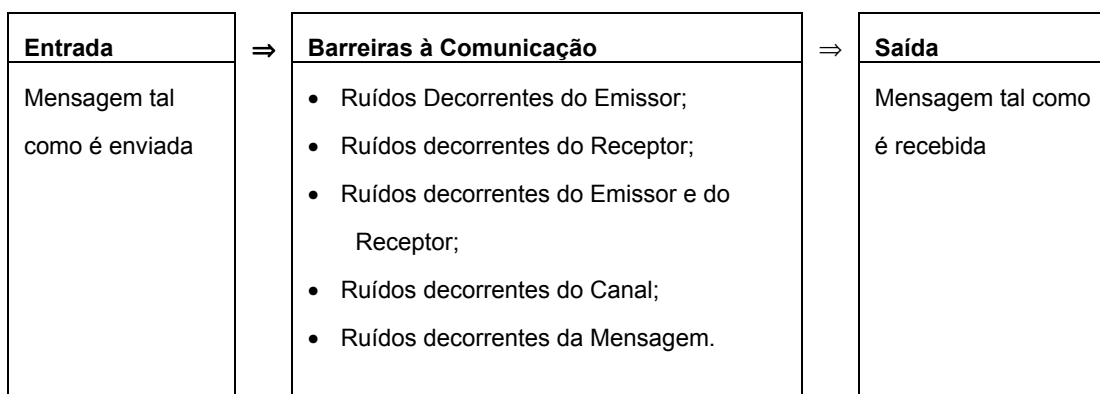 Entrada
Mensagem tal
como é enviada
⇒
Barreiras à Comunicação
• Ruídos Decorrentes do Emissor;
• Ruídos decorrentes do Receptor;
• Ruídos decorrentes do Emissor e do
Receptor;
• Ruídos decorrentes do Canal;
• Ruídos decorrentes da Mensagem.
⇒
Saída
Mensagem tal como
é recebida